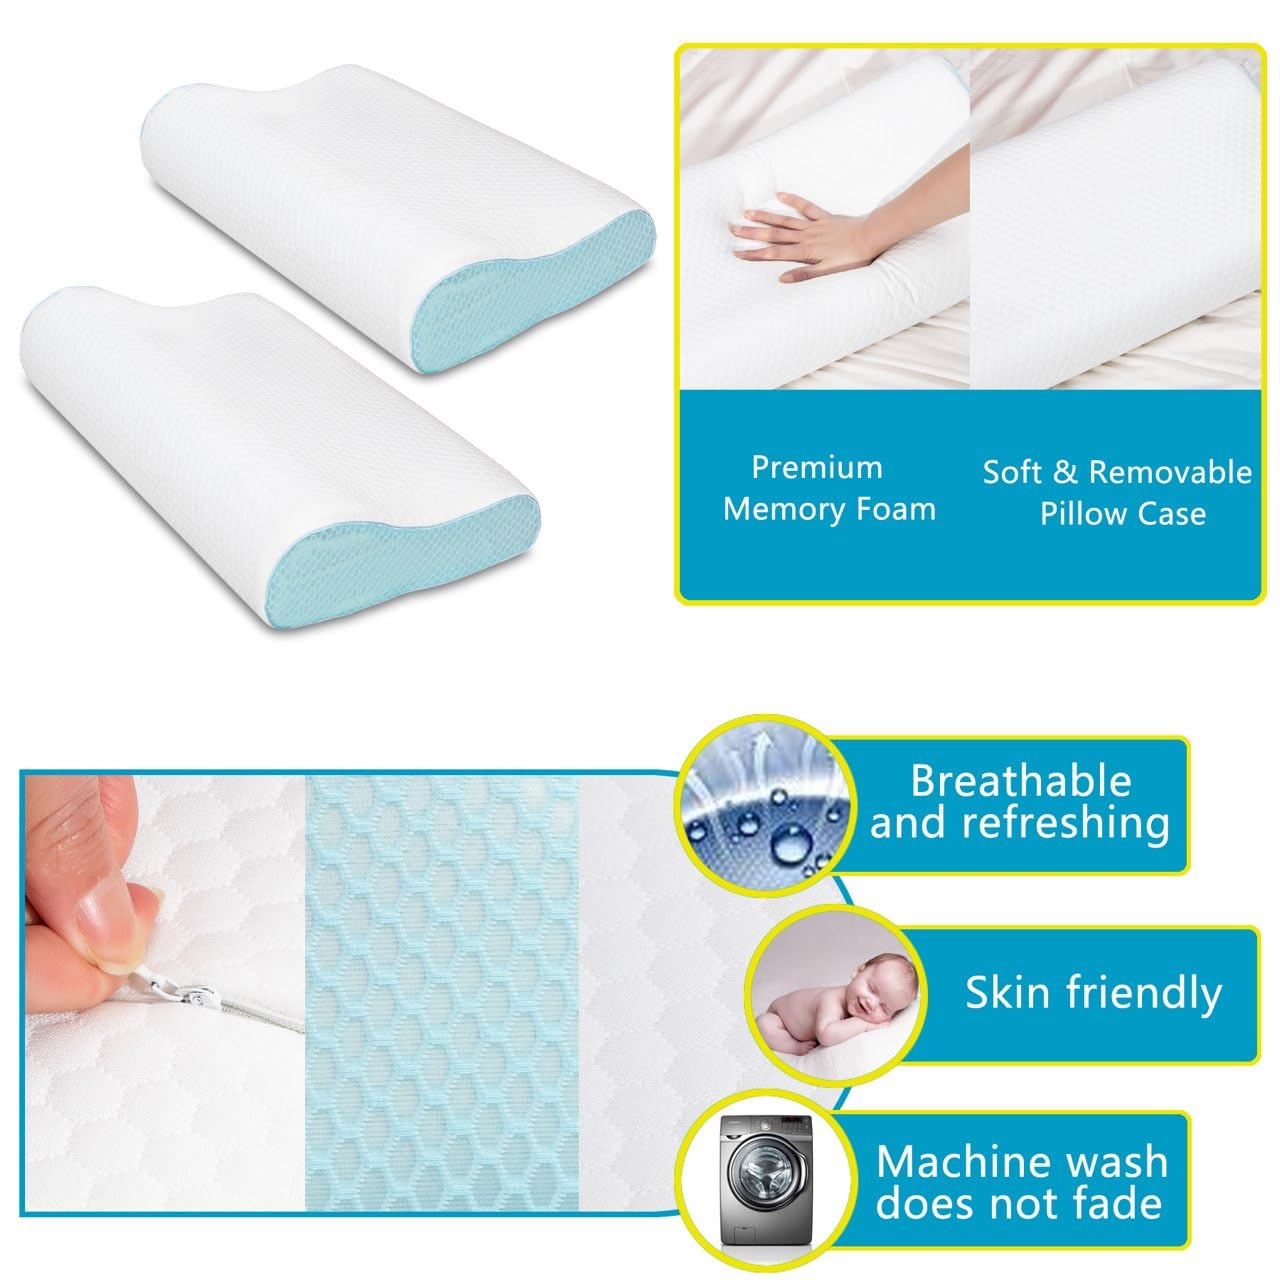 Premium
Memory Foam
Soft & Removable
Pillow Case
Breathable
and refreshing
Skin friendly
Machine wash
does not fade